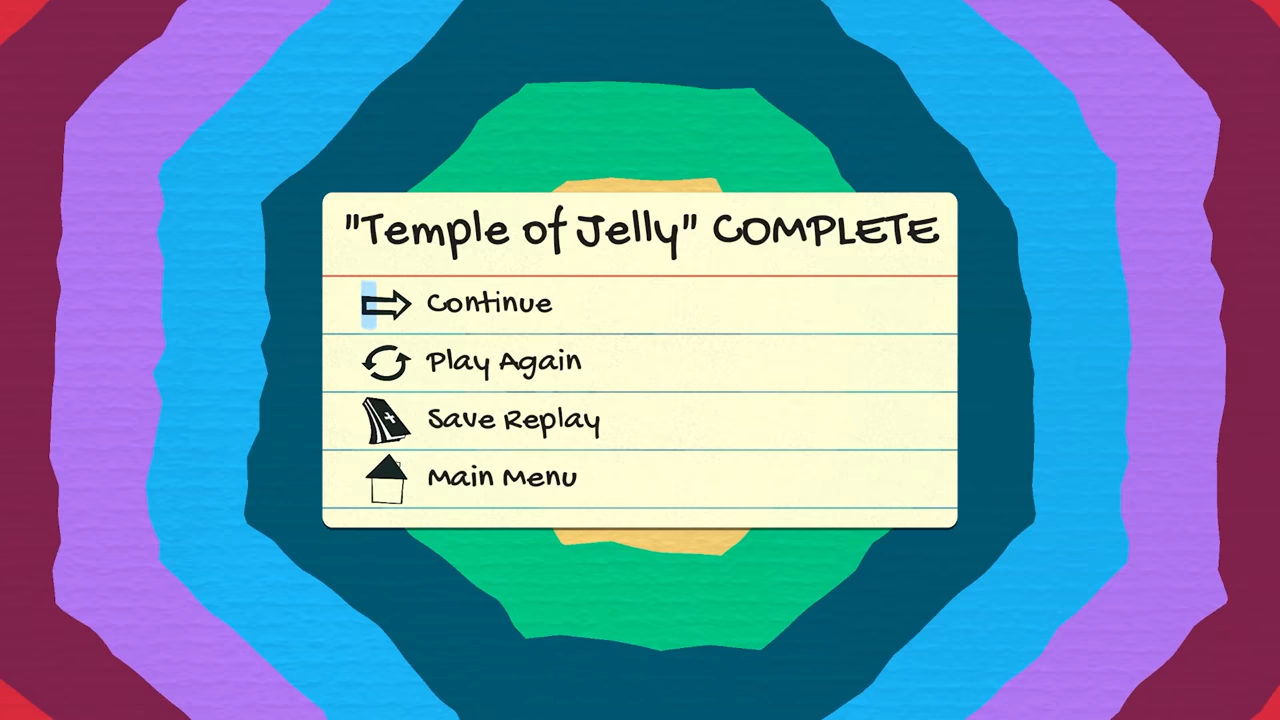 "Temple of Jelly" COMPLETE
Continue
Play Again
Save Replay
Main Menu